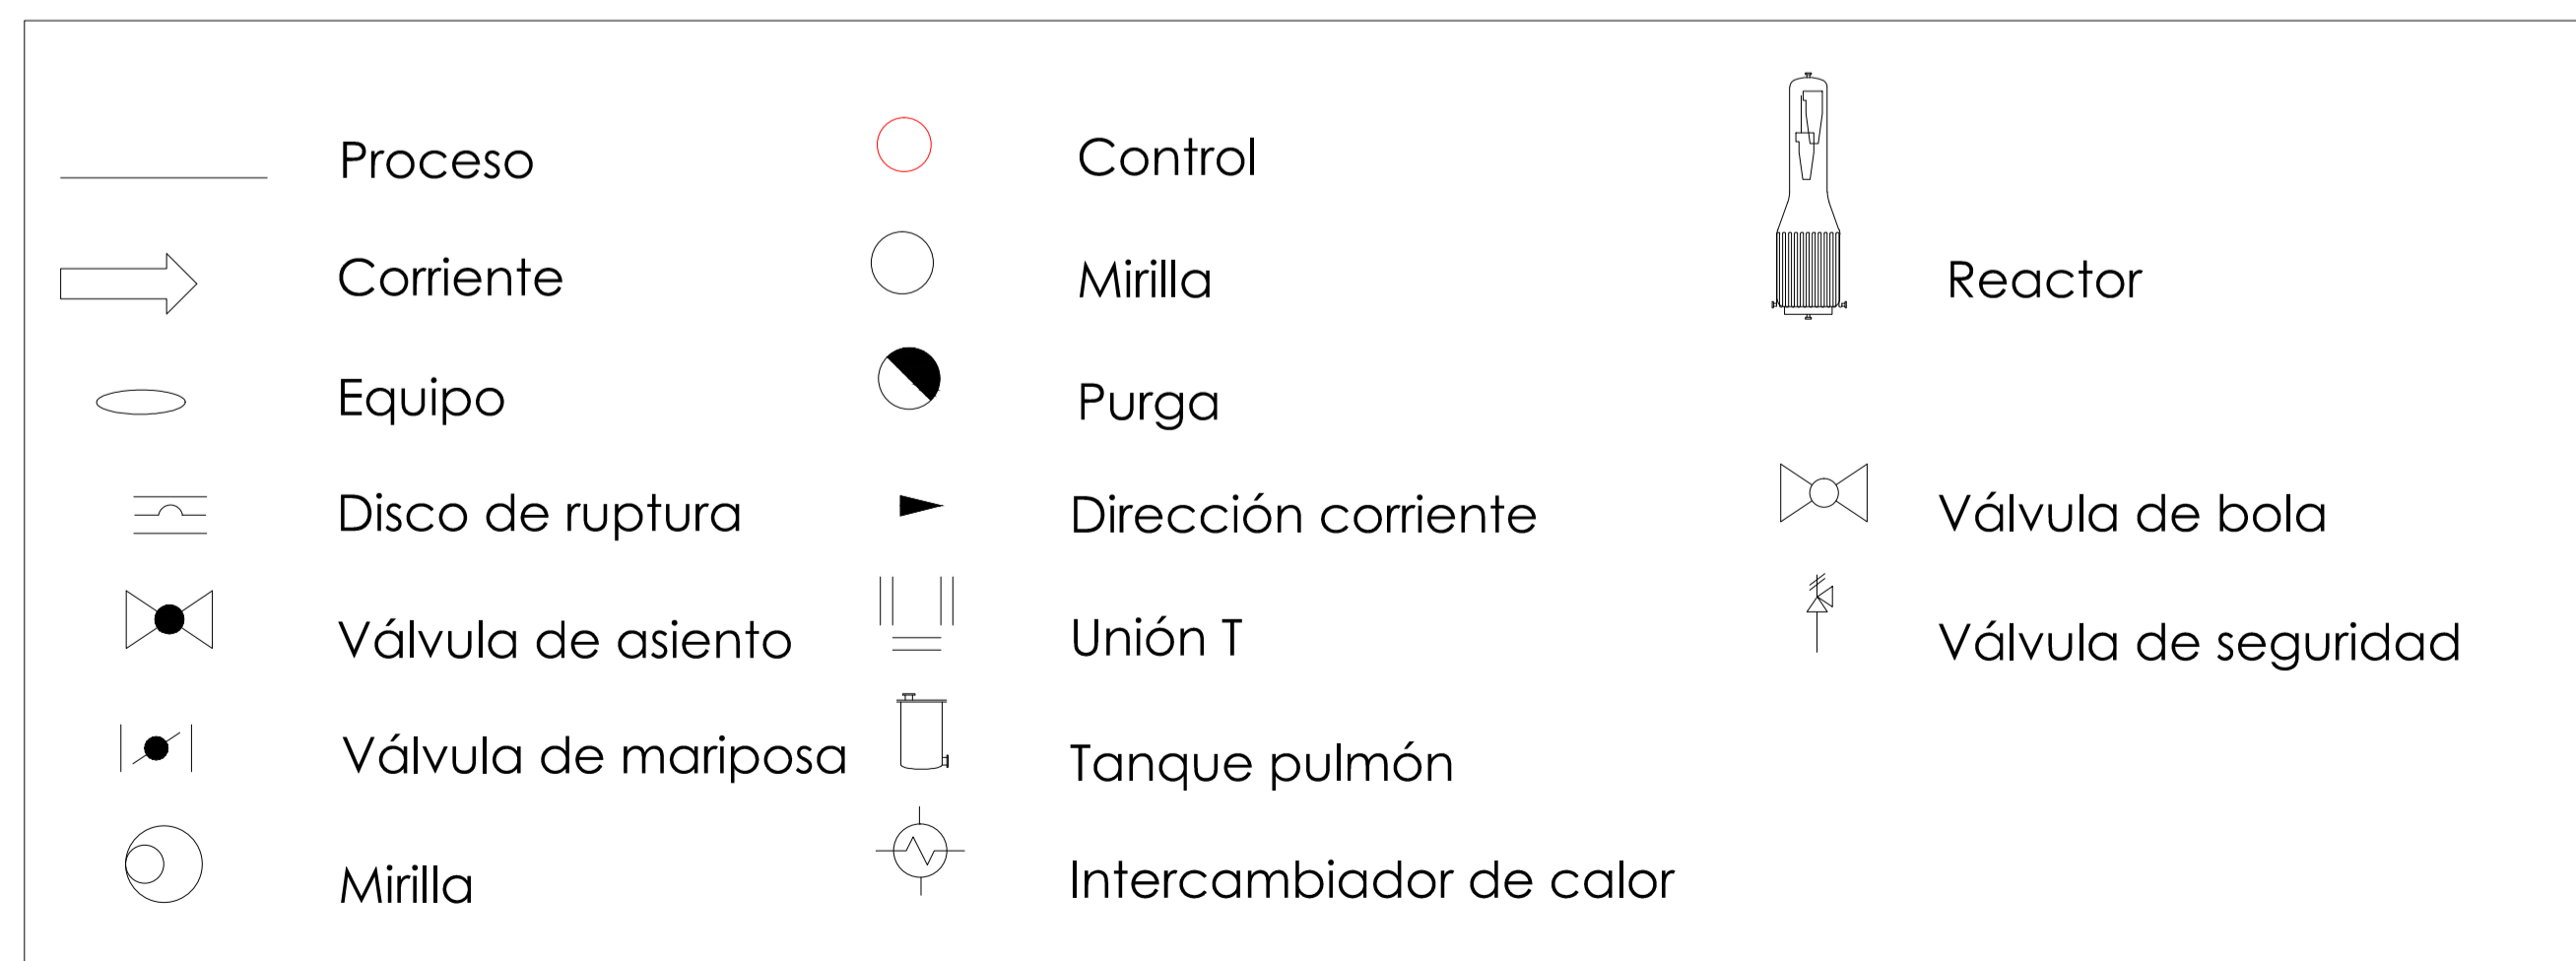 Proceso
Corriente
Equipo
Disco de ruptura
Válvula de asiento
Válvula de mariposa
Mirilla
Control
Mirilla
Purga
Dirección corriente
Unión T
Tanque pulmón
Intercambiador de calor
Reactor
Válvula de bola
Válvula de seguridad